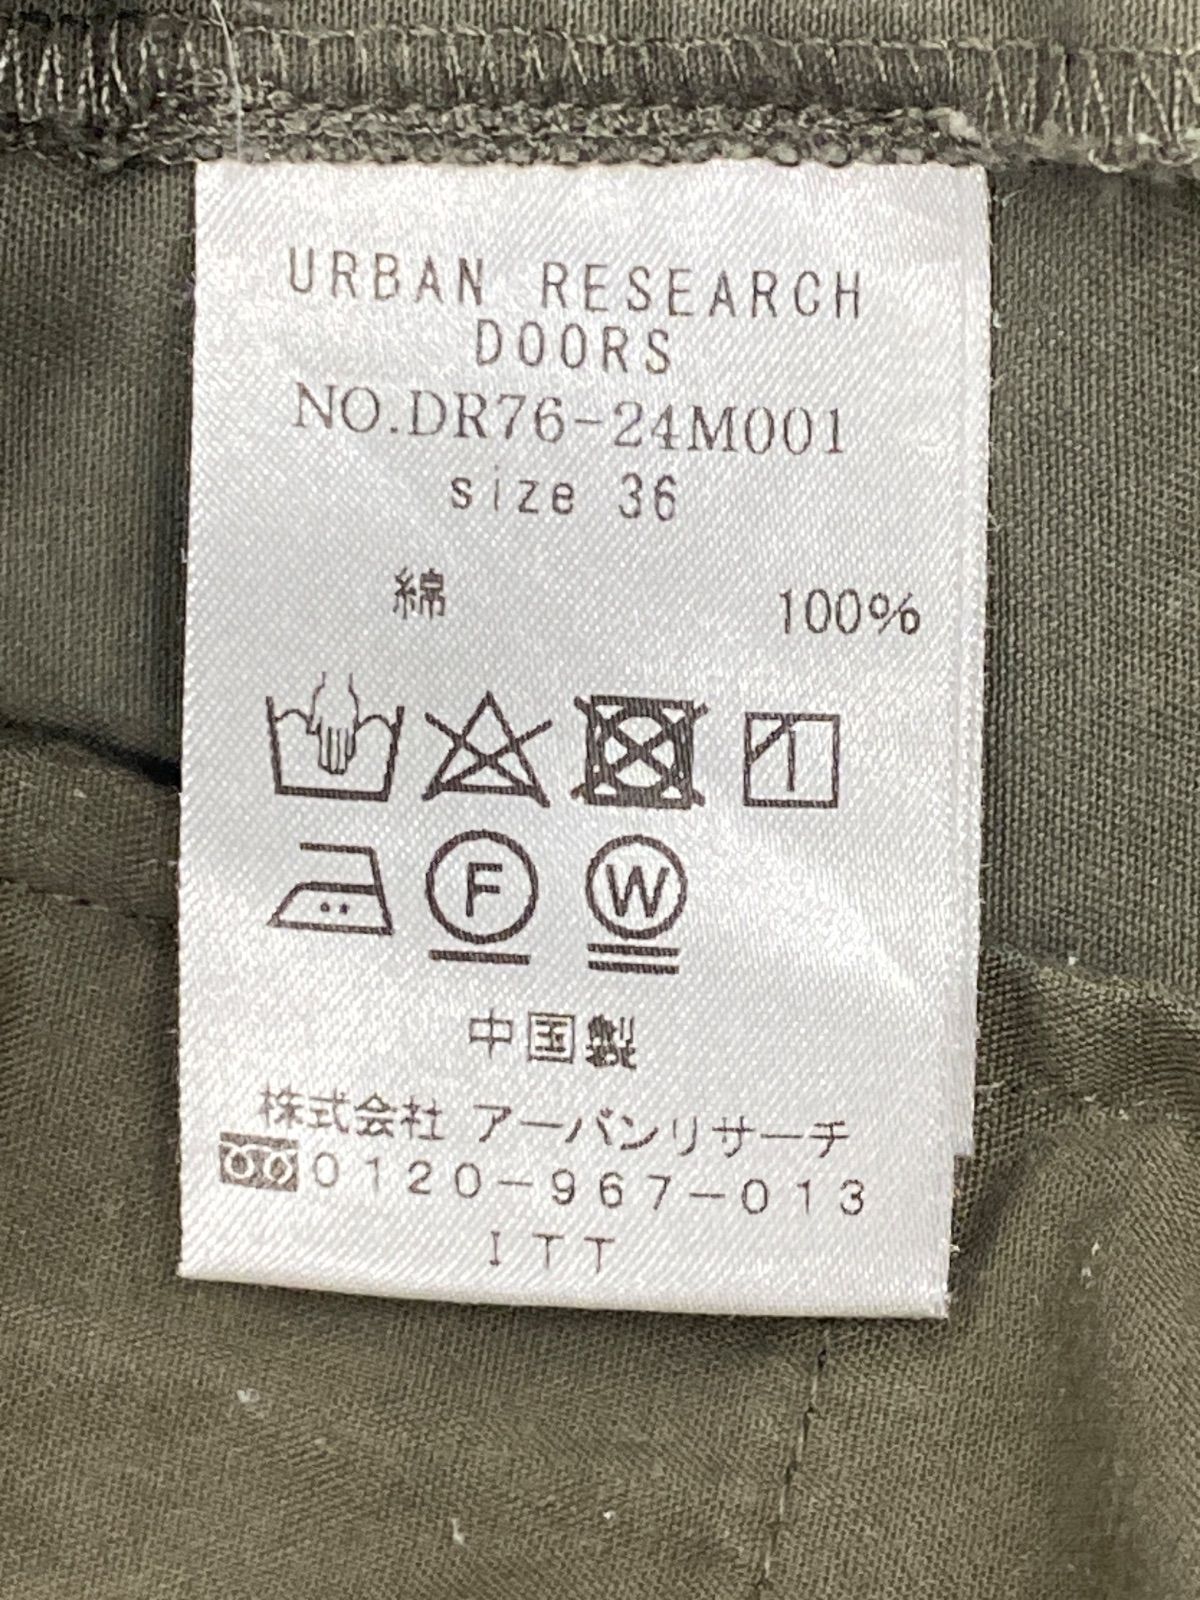 URBAN RESEARCH
DOORS
NO.DR76-24M001
size 36
綿 100%
F W
中国製
株式会社 アーバンリサーチ
0120-967-013
ITT